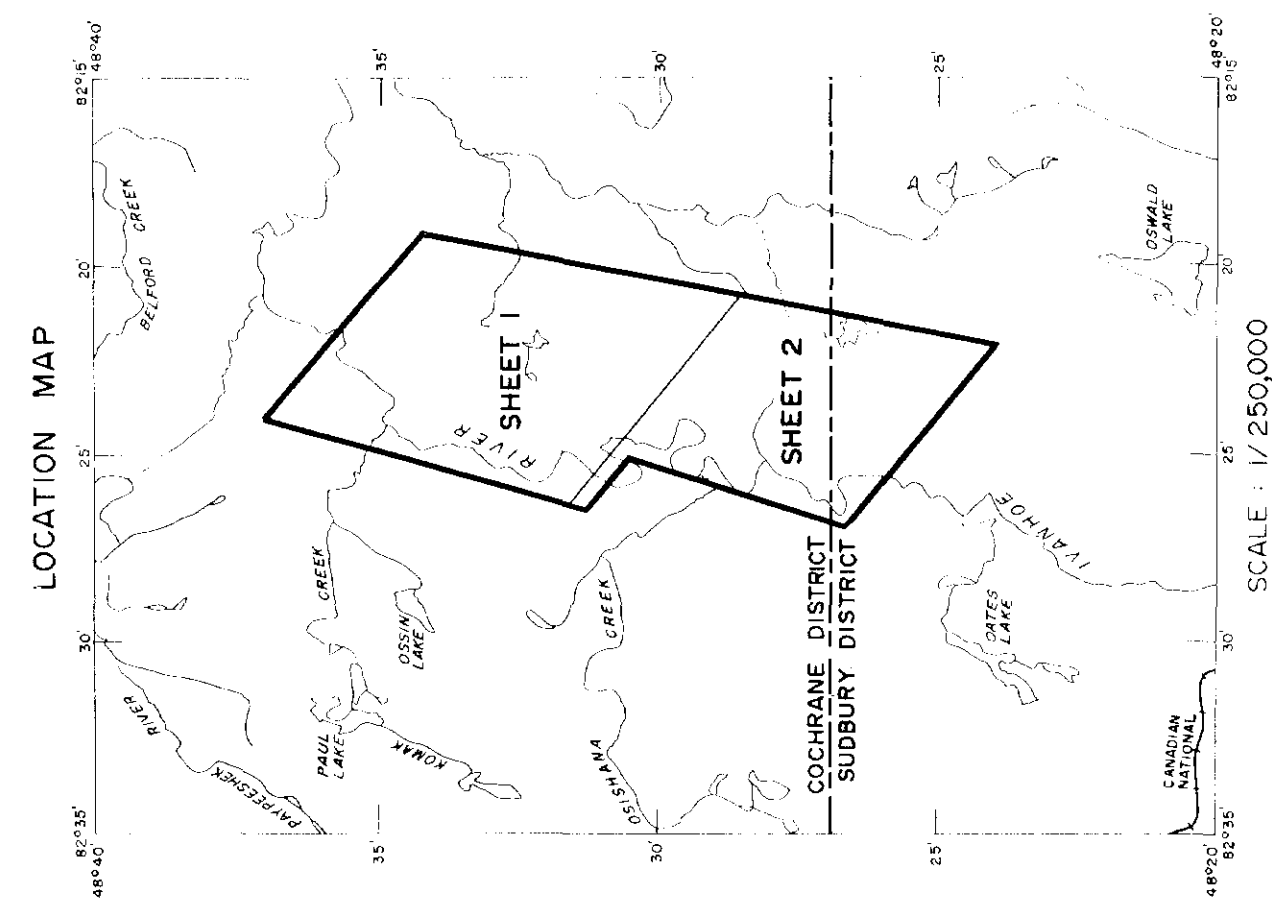 LOCATION MAP
82°35'
30'
25'
20'
82°15'
48°40'
48°40'
BELFORD CREEK
RIVER
PAYPEESHEK
35'
35'
PAUL
LAKE
CREEK
KOMAK
OSSIN
LAKE
SHEET 1
RIVER
30'
30'
OSISHANA
CREEK
SHEET 2
COCHRANE DISTRICT
SUDBURY DISTRICT
25'
25'
OATES
LAKE
IVANHOE
OSWALD
LAKE
CANADIAN
NATIONAL
48°20'
48°20'
82°35'
30'
25'
20'
82°15'
SCALE : 1/250,000